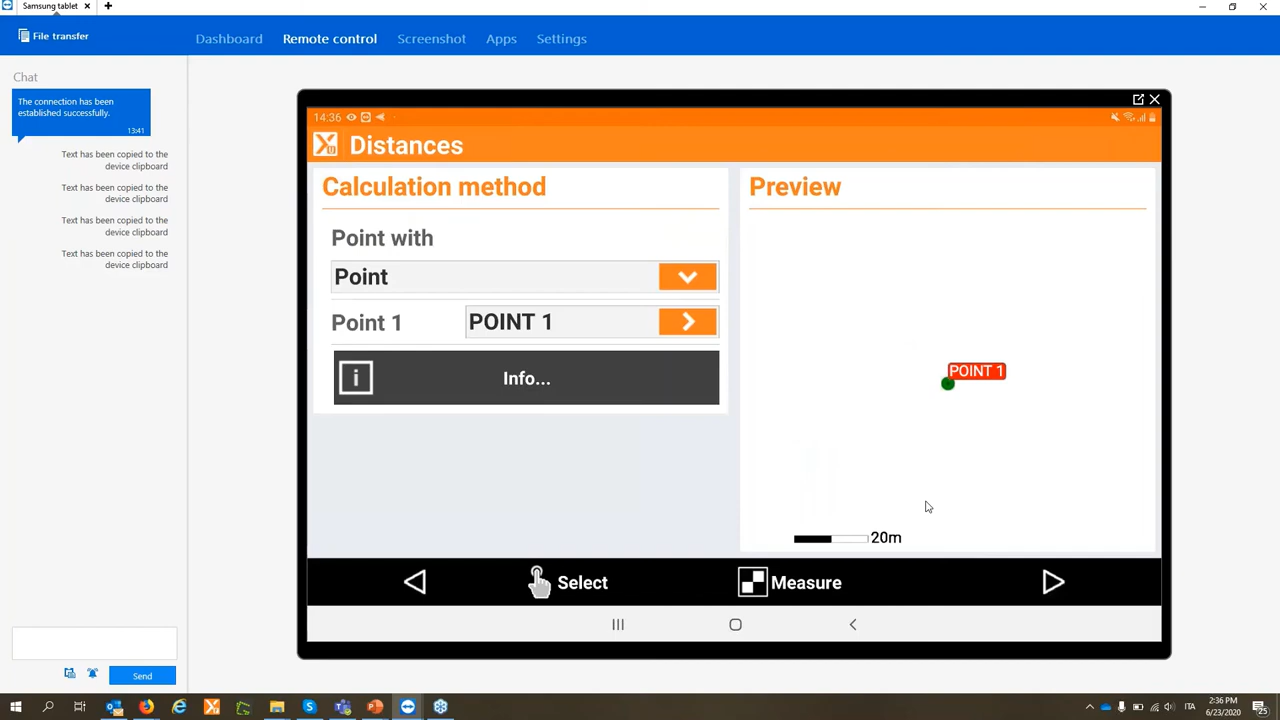 Samsung tablet
File transfer
Dashboard
Remote control
Screenshot
Apps
Settings
Chat
The connection has been
established successfully.
13:41
Text has been copied to the
device clipboard
Text has been copied to the
device clipboard
Text has been copied to the
device clipboard
Text has been copied to the
device clipboard
Send
14:36
Distances
Calculation method
Point with
Point
Point 1
POINT 1
Info...
Preview
POINT 1
20m
Select
Measure
ITA
2:36 PM
6/23/2020
25